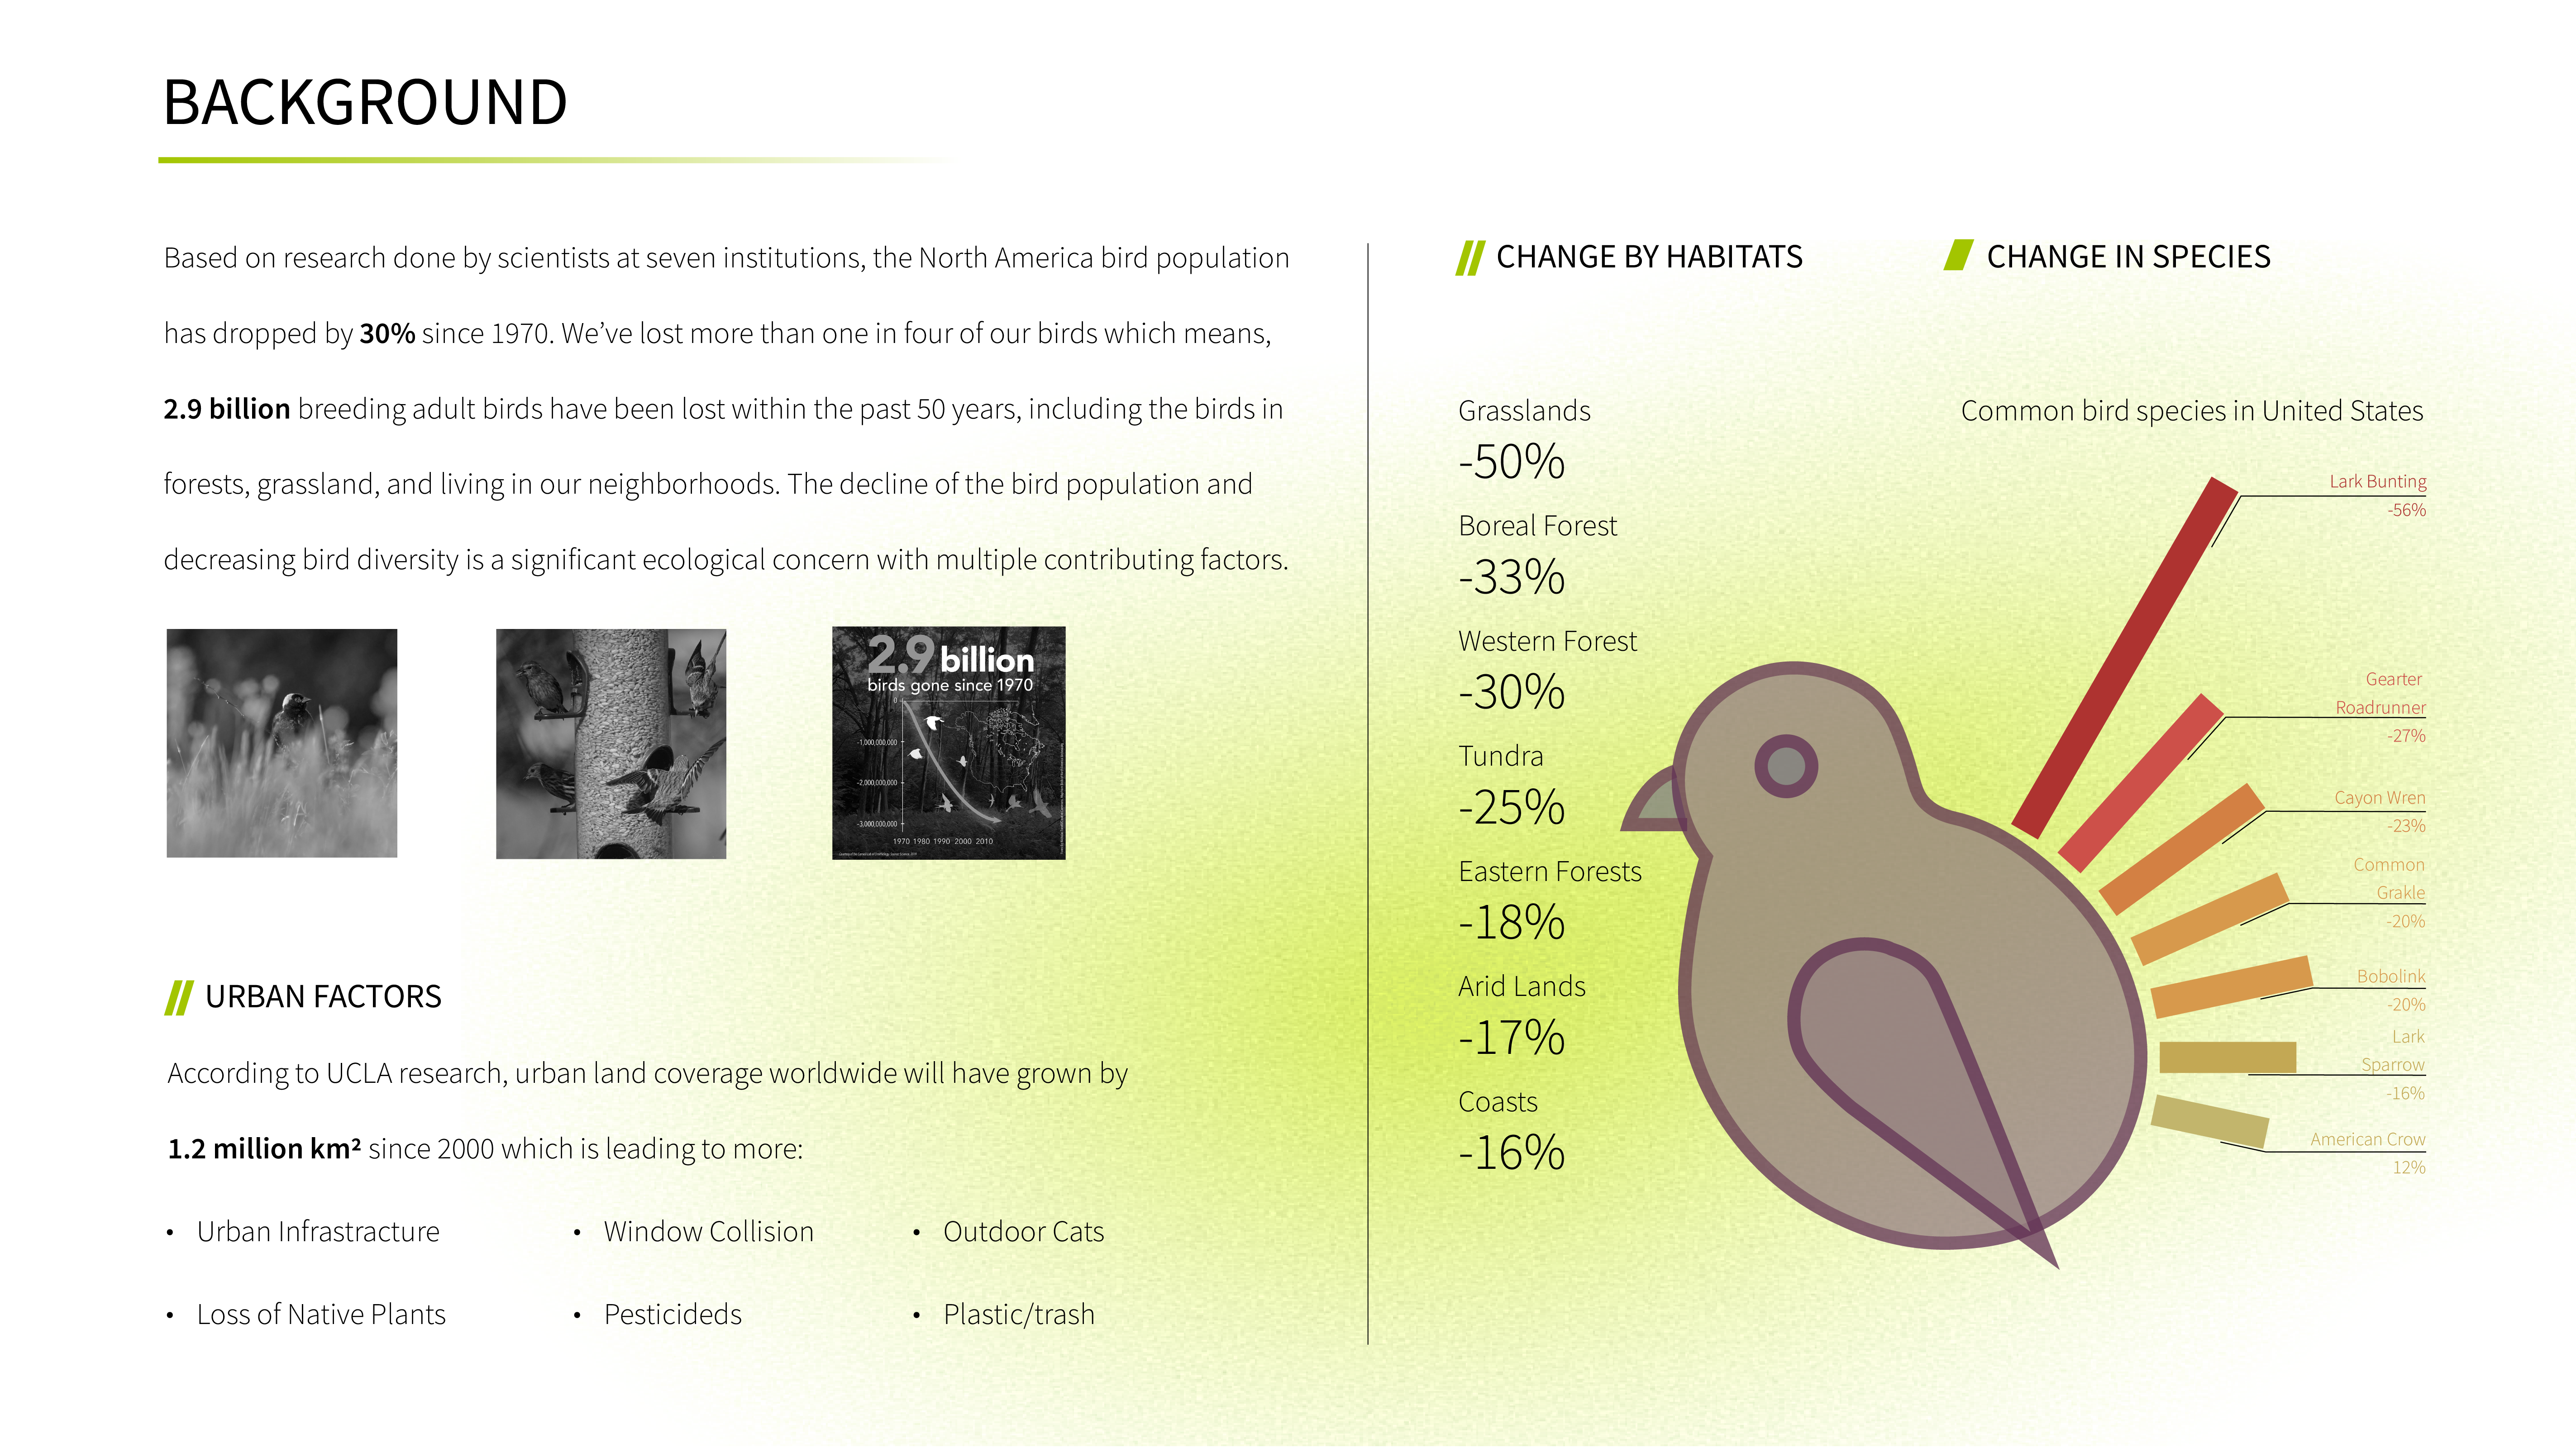 BACKGROUND
Based on research done by scientists at seven institutions, the North America bird population
has dropped by 30% since 1970. We’ve lost more than one in four of our birds which means,
2.9 billion breeding adult birds have been lost within the past 50 years, including the birds in
forests, grassland, and living in our neighborhoods. The decline of the bird population and
decreasing bird diversity is a significant ecological concern with multiple contributing factors.
2.9 billion
birds gone since 1970
0
-1,000,000,000
-2,000,000,000
-3,000,000,000
1970 1980 1990 2000 2010
// URBAN FACTORS
According to UCLA research, urban land coverage worldwide will have grown by
1.2 million km² since 2000 which is leading to more:
• Urban Infrastracture
• Window Collision
• Outdoor Cats
• Loss of Native Plants
• Pesticideds
• Plastic/trash
// CHANGE BY HABITATS
Grasslands
-50%
Boreal Forest
-33%
Western Forest
-30%
Tundra
-25%
Eastern Forests
-18%
Arid Lands
-17%
Coasts
-16%
CHANGE IN SPECIES
Common bird species in United States
Lark Bunting
-56%
Gearter
Roadrunner
-27%
Cayon Wren
-23%
Common
Grakle
-20%
Bobolink
-20%
Lark
Sparrow
-16%
American Crow
12%